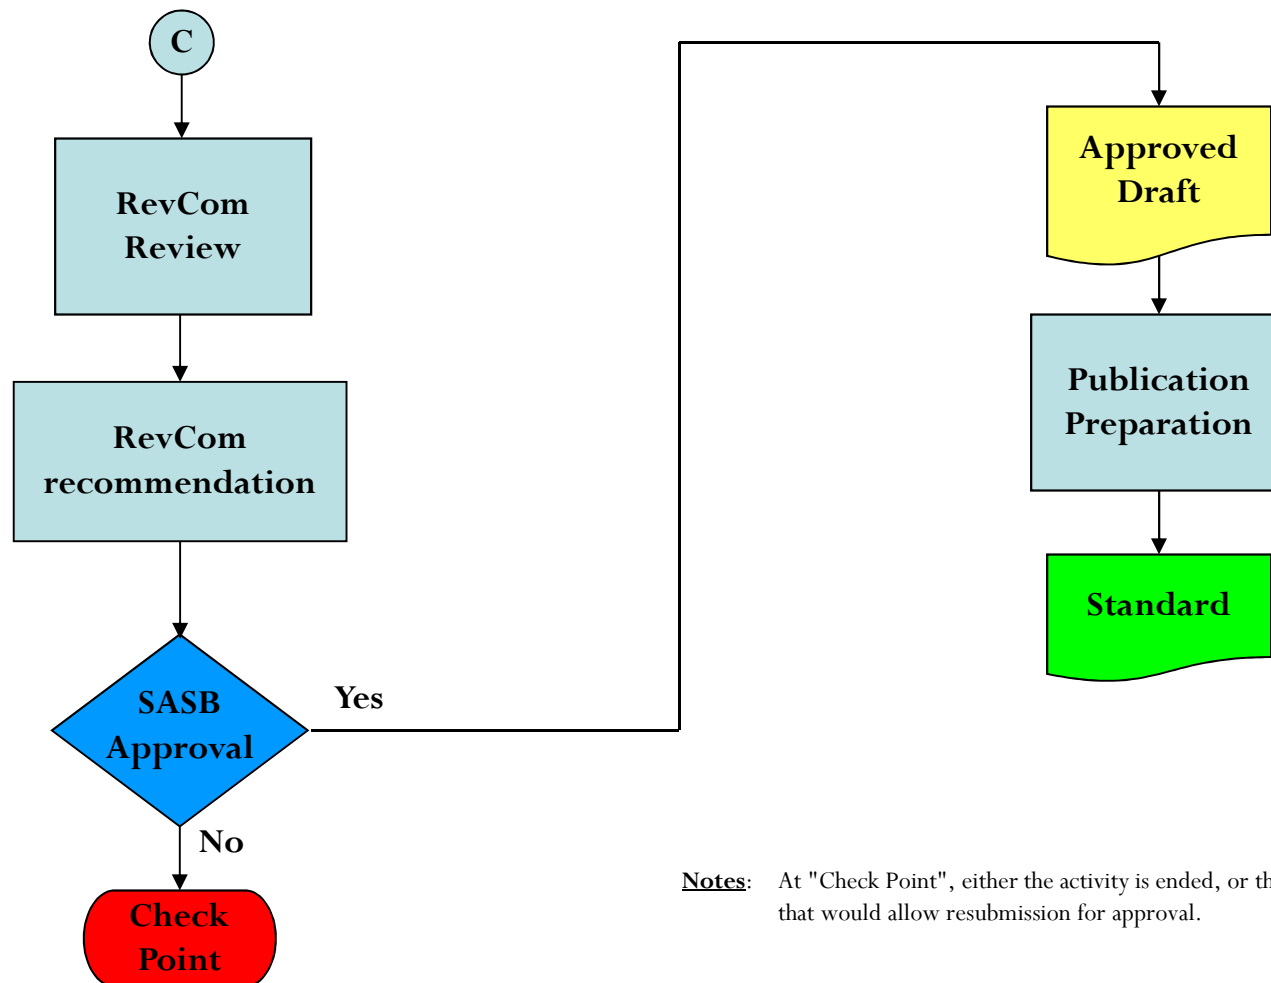 C
RevCom
Review
RevCom
recommendation
SASB
Approval
Yes
No
Check
Point
Approved
Draft
Publication
Preparation
Standard
Notes: At "Check Point", either the activity is ended, or
that would allow resubmission for approval.